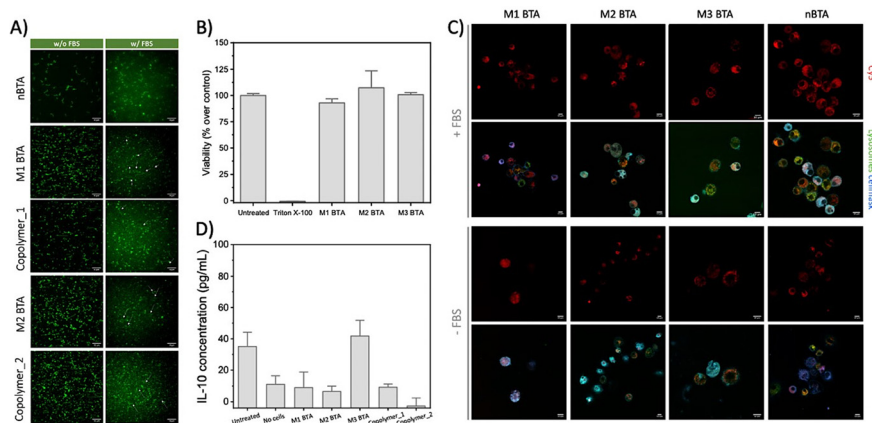 A)
w/o FBS
w/ FBS
nBTA
M1 BTA
Copolymer_1
M2 BTA
Copolymer_2
B)
Viability (% over control)
150
125
100
75
50
25
0
Untreated
Triton X-100
M1 BTA
M2 BTA
M3 BTA
D)
IL-10 concentration (pg/mL)
100
80
60
40
20
0
Untreated
No cells
M1 BTA
M2 BTA
M3 BTA
Copolymer_1
Copolymer_2
C)
M1 BTA
M2 BTA
M3 BTA
nBTA
+ FBS
- FBS